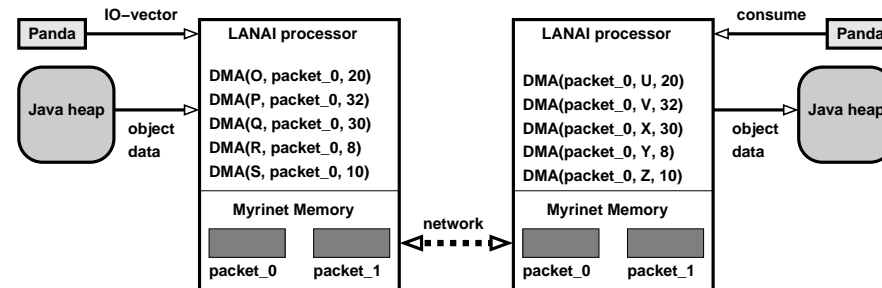 IO−vector
Panda
Java heap
object
data
LANAI processor
DMA(O, packet_0, 20)
DMA(P, packet_0, 32)
DMA(Q, packet_0, 30)
DMA(R, packet_0, 8)
DMA(S, packet_0, 10)
Myrinet Memory
packet_0
packet_1
network
LANAI processor
DMA(packet_0, U, 20)
DMA(packet_0, V, 32)
DMA(packet_0, X, 30)
DMA(packet_0, Y, 8)
DMA(packet_0, Z, 10)
Myrinet Memory
packet_0
packet_1
consume
Panda
Java heap
object
data